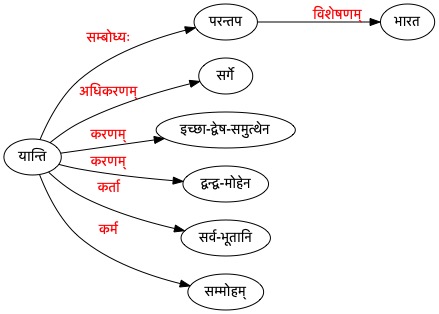 परन्तप
विशेषणम्
भारत
सम्बोध्यः
सर्गे
अधिकरणम्
इच्छा-द्वेष-समुत्थेन
करणम्
यान्ति
करणम्
द्वन्द्व-मोहेन
कर्ता
सर्व-भूतानि
कर्म
सम्मोहम्